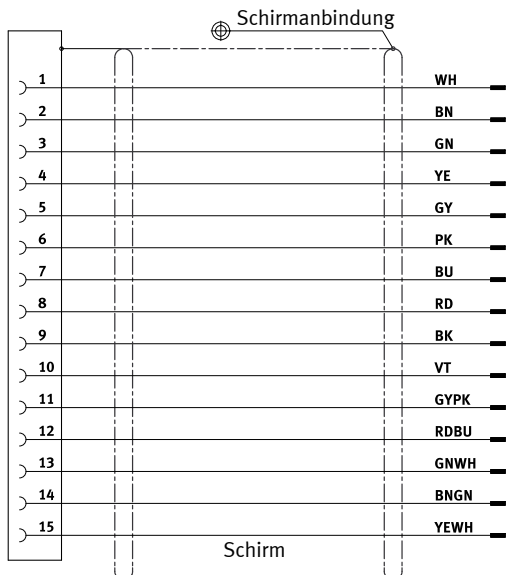 Schirmanbindung
1 WH
2 BN
3 GN
4 YE
5 GY
6 PK
7 BU
8 RD
9 BK
10 VT
11 GYPK
12 RDBU
13 GNWH
14 BNGN
15 YEWH
Schirm